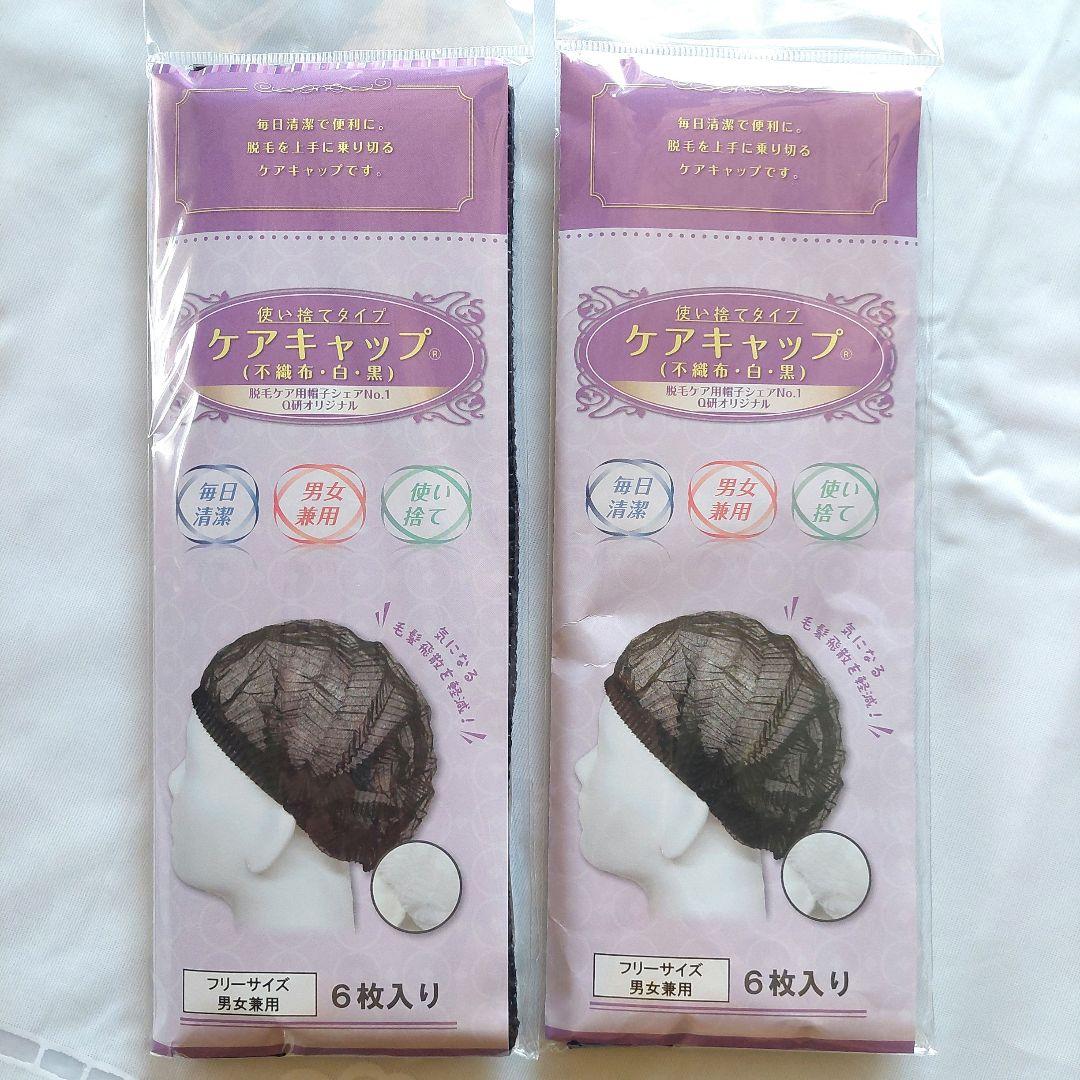 毎日清潔で便利に。
脱毛を上手に乗り切る
ケアキャップです。
使い捨てタイプ
ケアキャップ®
(不織布・白・黒)
脱毛ケア用帽子シェアNo.1
Q研オリジナル
毎日
清潔
男女
兼用
使い
捨て
気になる
毛髪飛散を軽減!
フリーサイズ
男女兼用
6枚入り
毎日清潔で便利に。
脱毛を上手に乗り切る
ケアキャップです。
使い捨てタイプ
ケアキャップ®
(不織布・白・黒)
脱毛ケア用帽子シェアNo.1
Q研オリジナル
毎日
清潔
男女
兼用
使い
捨て
気になる
毛髪飛散を軽減!
フリーサイズ
男女兼用
6枚入り